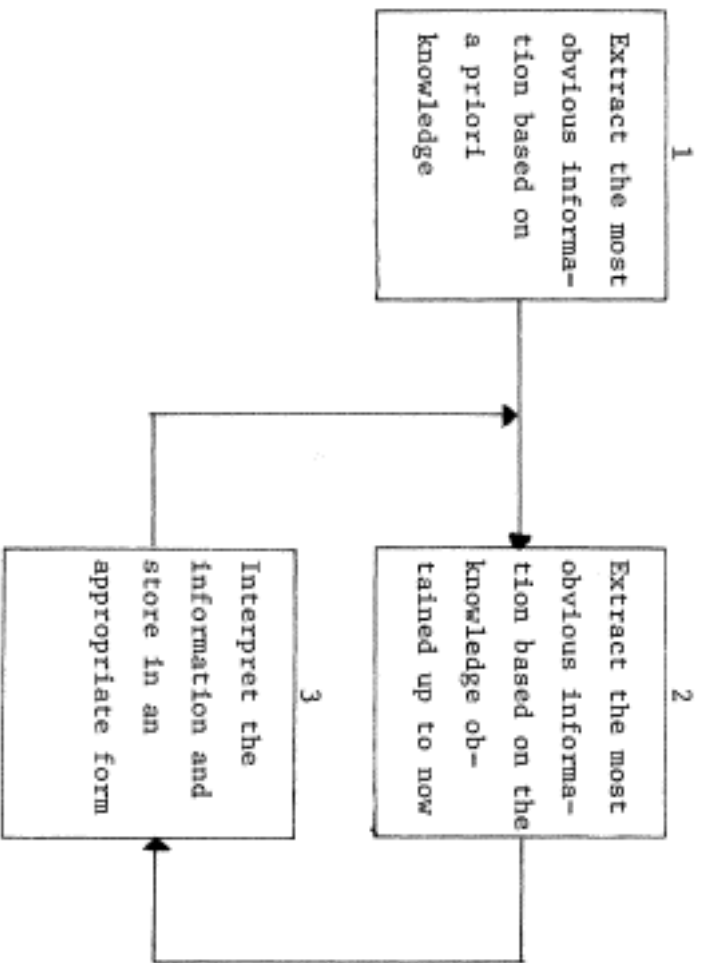 1
Extract the most
obvious informa-
tion based on
a priori
knowledge
2
Extract the most
obvious informa-
tion based on the
knowledge ob-
tained up to now
3
Interpret the
information and
store in an
appropriate form